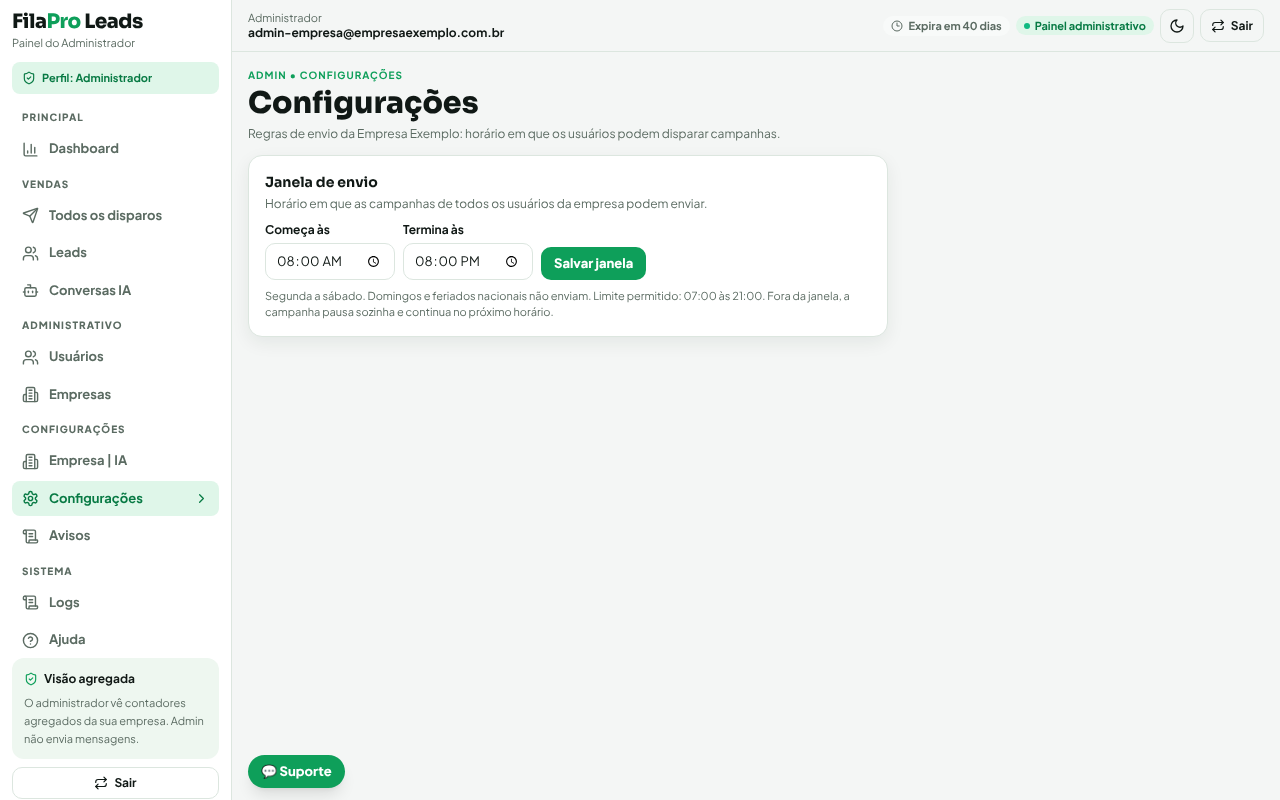 FilaPro Leads
Painel do Administrador
Perfil: Administrador
PRINCIPAL
Dashboard
VENDAS
Todos os disparos
Leads
Conversas IA
ADMINISTRATIVO
Usuários
Empresas
CONFIGURAÇÕES
Empresa | IA
Configurações
Avisos
SISTEMA
Logs
Ajuda
Visão agregada
O administrador vê contadores
agregados da sua empresa. Admin
não envia mensagens.
Sair
Administrador
admin-empresa@empresaexemplo.com.br
Expira em 40 dias
Painel administrativo
Sair
ADMIN • CONFIGURAÇÕES
Configurações
Regras de envio da Empresa Exemplo: horário em que os usuários podem disparar campanhas.
Janela de envio
Horário em que as campanhas de todos os usuários da empresa podem enviar.
Começa às
Termina às
08:00 AM
08:00 PM
Salvar janela
Segunda a sábado. Domingos e feriados nacionais não enviam. Limite permitido: 07:00 às 21:00. Fora da janela, a
campanha pausa sozinha e continua no próximo horário.
Suporte